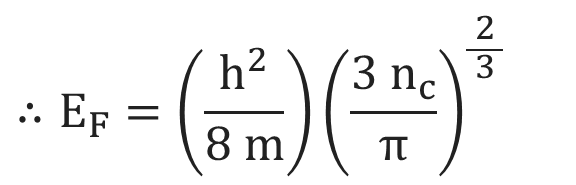 ∴ E_F = (h²/8 m) (3 n_c/π)^(2/3)